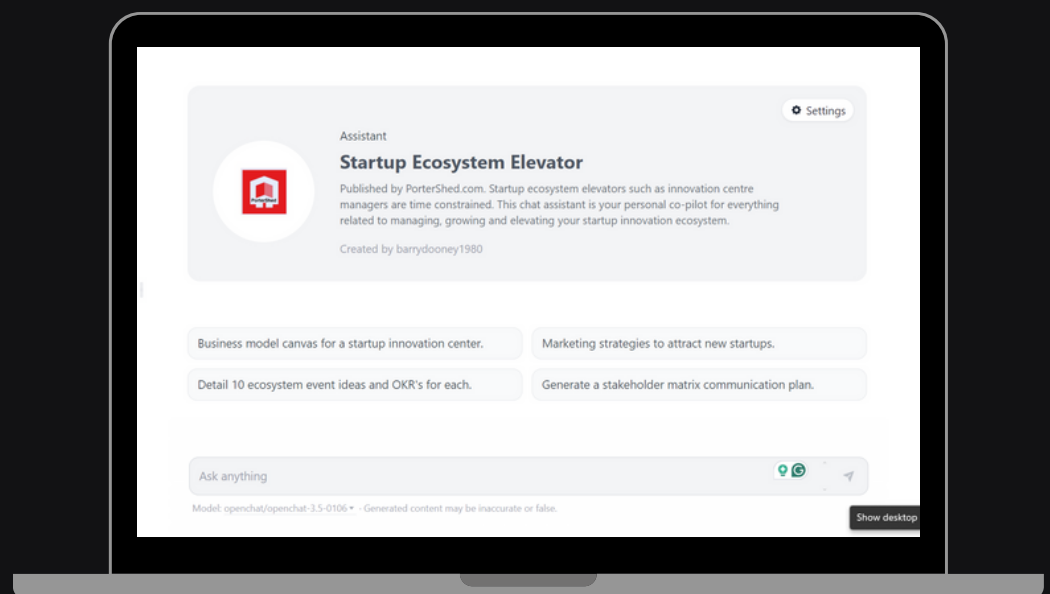 Settings
Assistant
Startup Ecosystem Elevator
Published by PorterShed.com. Startup ecosystem elevators such as innovation centre
managers are time constrained. This chat assistant is your personal co-pilot for everything
related to managing, growing and elevating your startup innovation ecosystem.
PorterShed
Created by barrydooney1980
Business model canvas for a startup innovation center.
Marketing strategies to attract new startups.
Detail 10 ecosystem event ideas and OKR's for each.
Generate a stakeholder matrix communication plan.
Ask anything
Model: openchat/openchat-3.5-0106 · Generated content may be inaccurate or false.
Show desktop